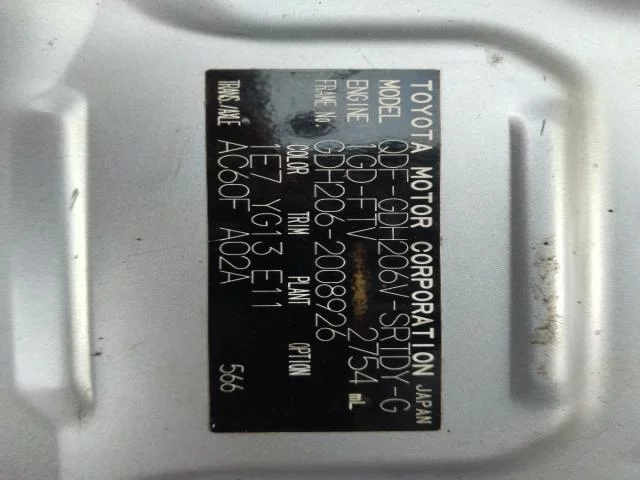 TOYOTA MOTOR CORPORATION JAPAN
MODEL QDF-GDH206V-SRTDY-G
ENGINE 1GD-FTV 2754 mL
FRAME No. GDH206-2008926
COLOR TRIM PLANT OPTION
1E7 YG13 E11
TRANS./AXLE AC60F A02A 566